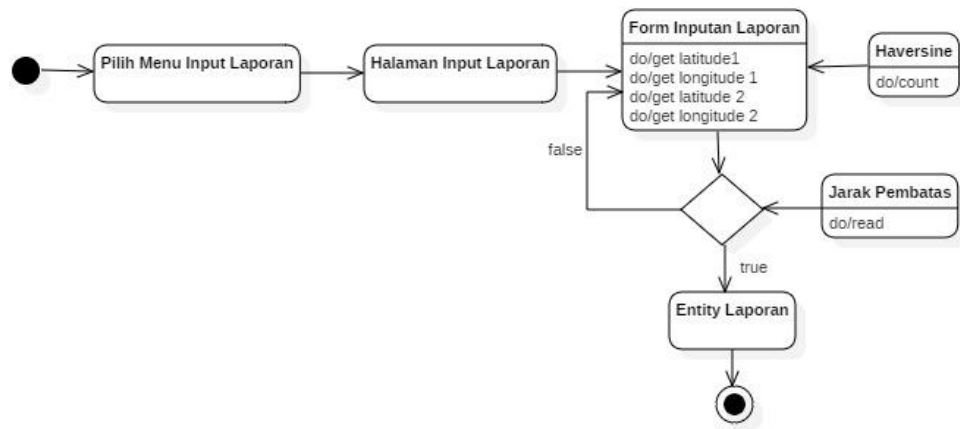 Pilih Menu Input Laporan
Halaman Input Laporan
Form Inputan Laporan
do/get latitude1
do/get longitude 1
do/get latitude 2
do/get longitude 2
Haversine
do/count
false
Jarak Pembatas
do/read
true
Entity Laporan